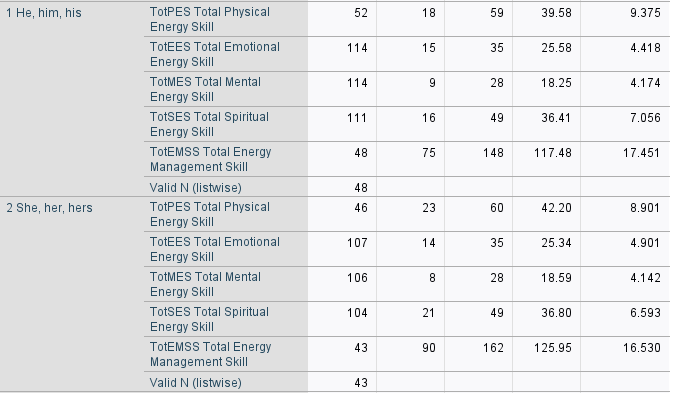 1 He, him, his TotPES Total Physical Energy Skill 52 18 59 39.58 9.375
TotEES Total Emotional Energy Skill 114 15 35 25.58 4.418
TotMES Total Mental Energy Skill 114 9 28 18.25 4.174
TotSES Total Spiritual Energy Skill 111 16 49 36.41 7.056
TotEMSS Total Energy Management Skill 48 75 148 117.48 17.451
Valid N (listwise) 48
2 She, her, hers TotPES Total Physical Energy Skill 46 23 60 42.20 8.901
TotEES Total Emotional Energy Skill 107 14 35 25.34 4.901
TotMES Total Mental Energy Skill 106 8 28 18.59 4.142
TotSES Total Spiritual Energy Skill 104 21 49 36.80 6.593
TotEMSS Total Energy Management Skill 43 90 162 125.95 16.530
Valid N (listwise) 43